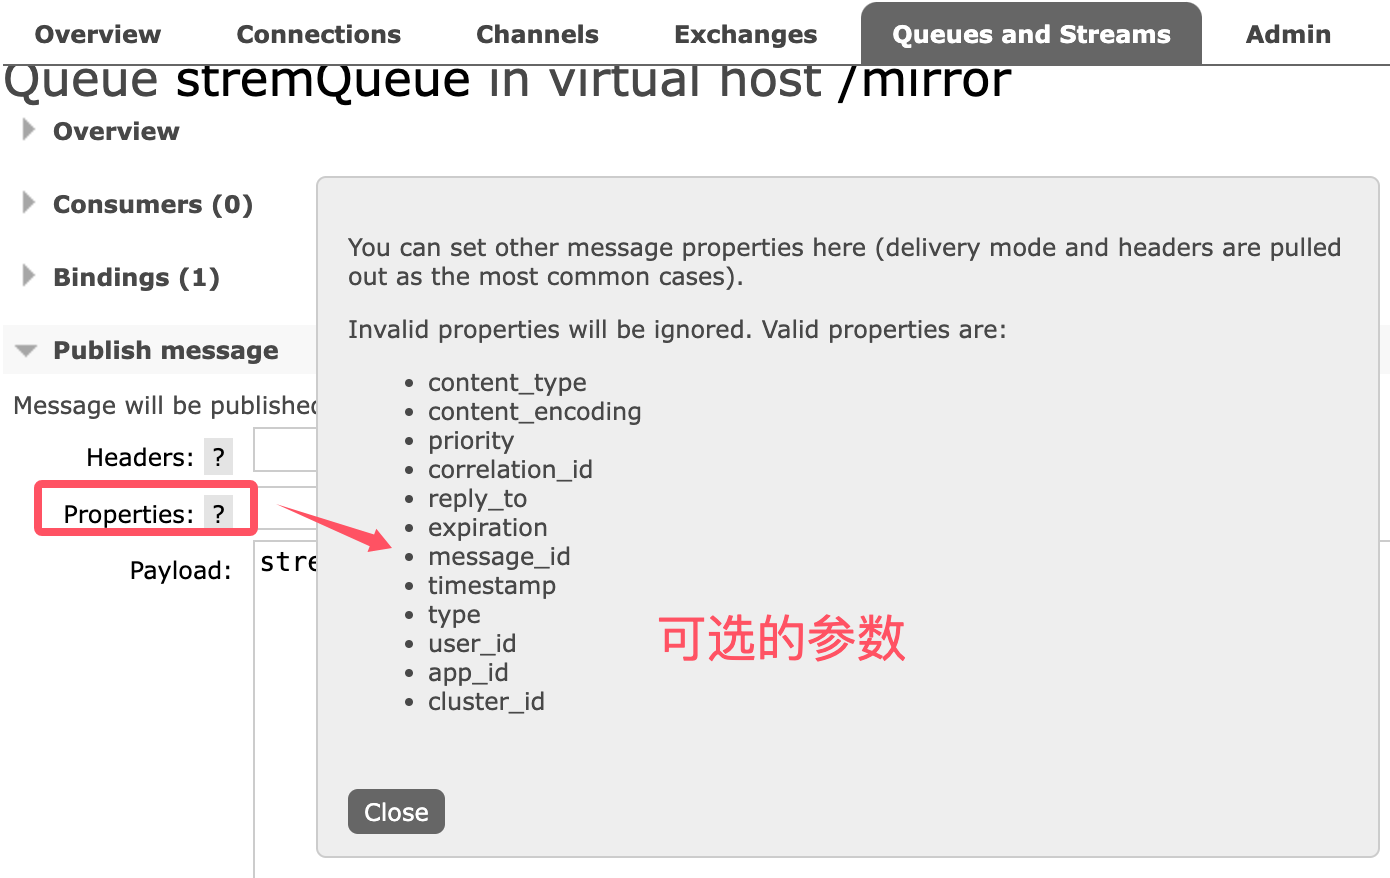 Overview Connections Channels Exchanges Queues and Streams Admin
Queue stremQueue in virtual host /mirror
Overview
Consumers (0)
Bindings (1)
Publish message
Message will be published
Headers: ?
Properties: ?
Payload:
stre
You can set other message properties here (delivery mode and headers are pulled
out as the most common cases).
Invalid properties will be ignored. Valid properties are:
• content_type
• content_encoding
• priority
• correlation_id
• reply_to
• expiration
• message_id
• timestamp
• type
• user_id
• app_id
• cluster_id
可选的参数
Close